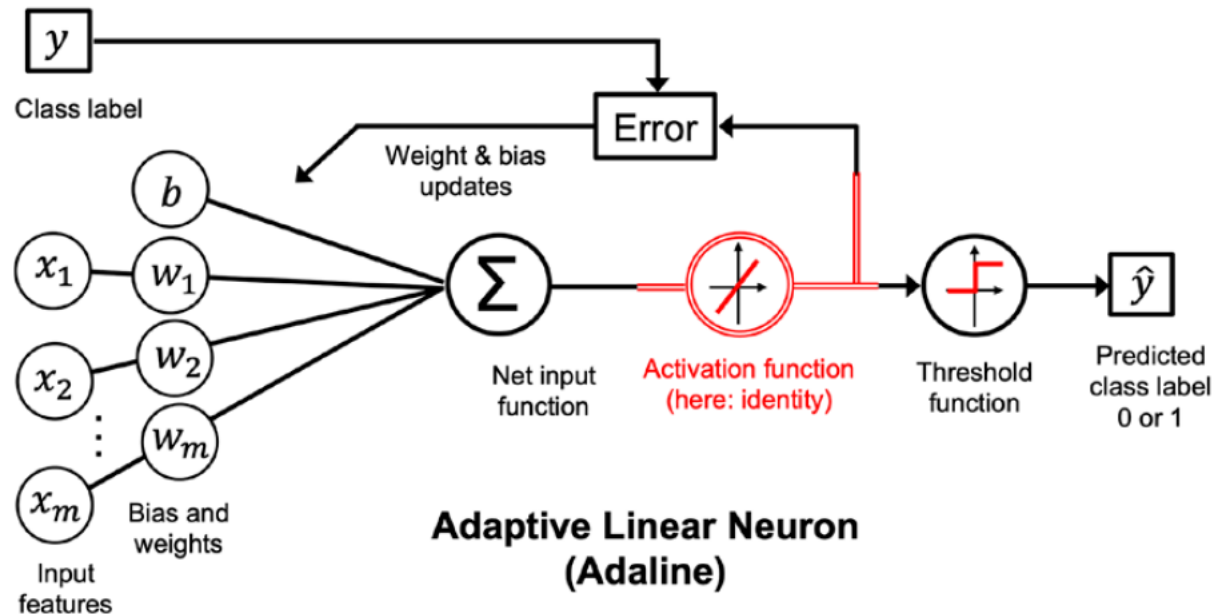 y
Class label
Error
Weight & bias
updates
b
x₁
w₁
x₂
w₂
⋮
wₘ
xₘ
Bias and
weights
Input
features
Σ
Net input
function
Activation function
(here: identity)
Threshold
function
ŷ
Predicted
class label
0 or 1
Adaptive Linear Neuron
(Adaline)